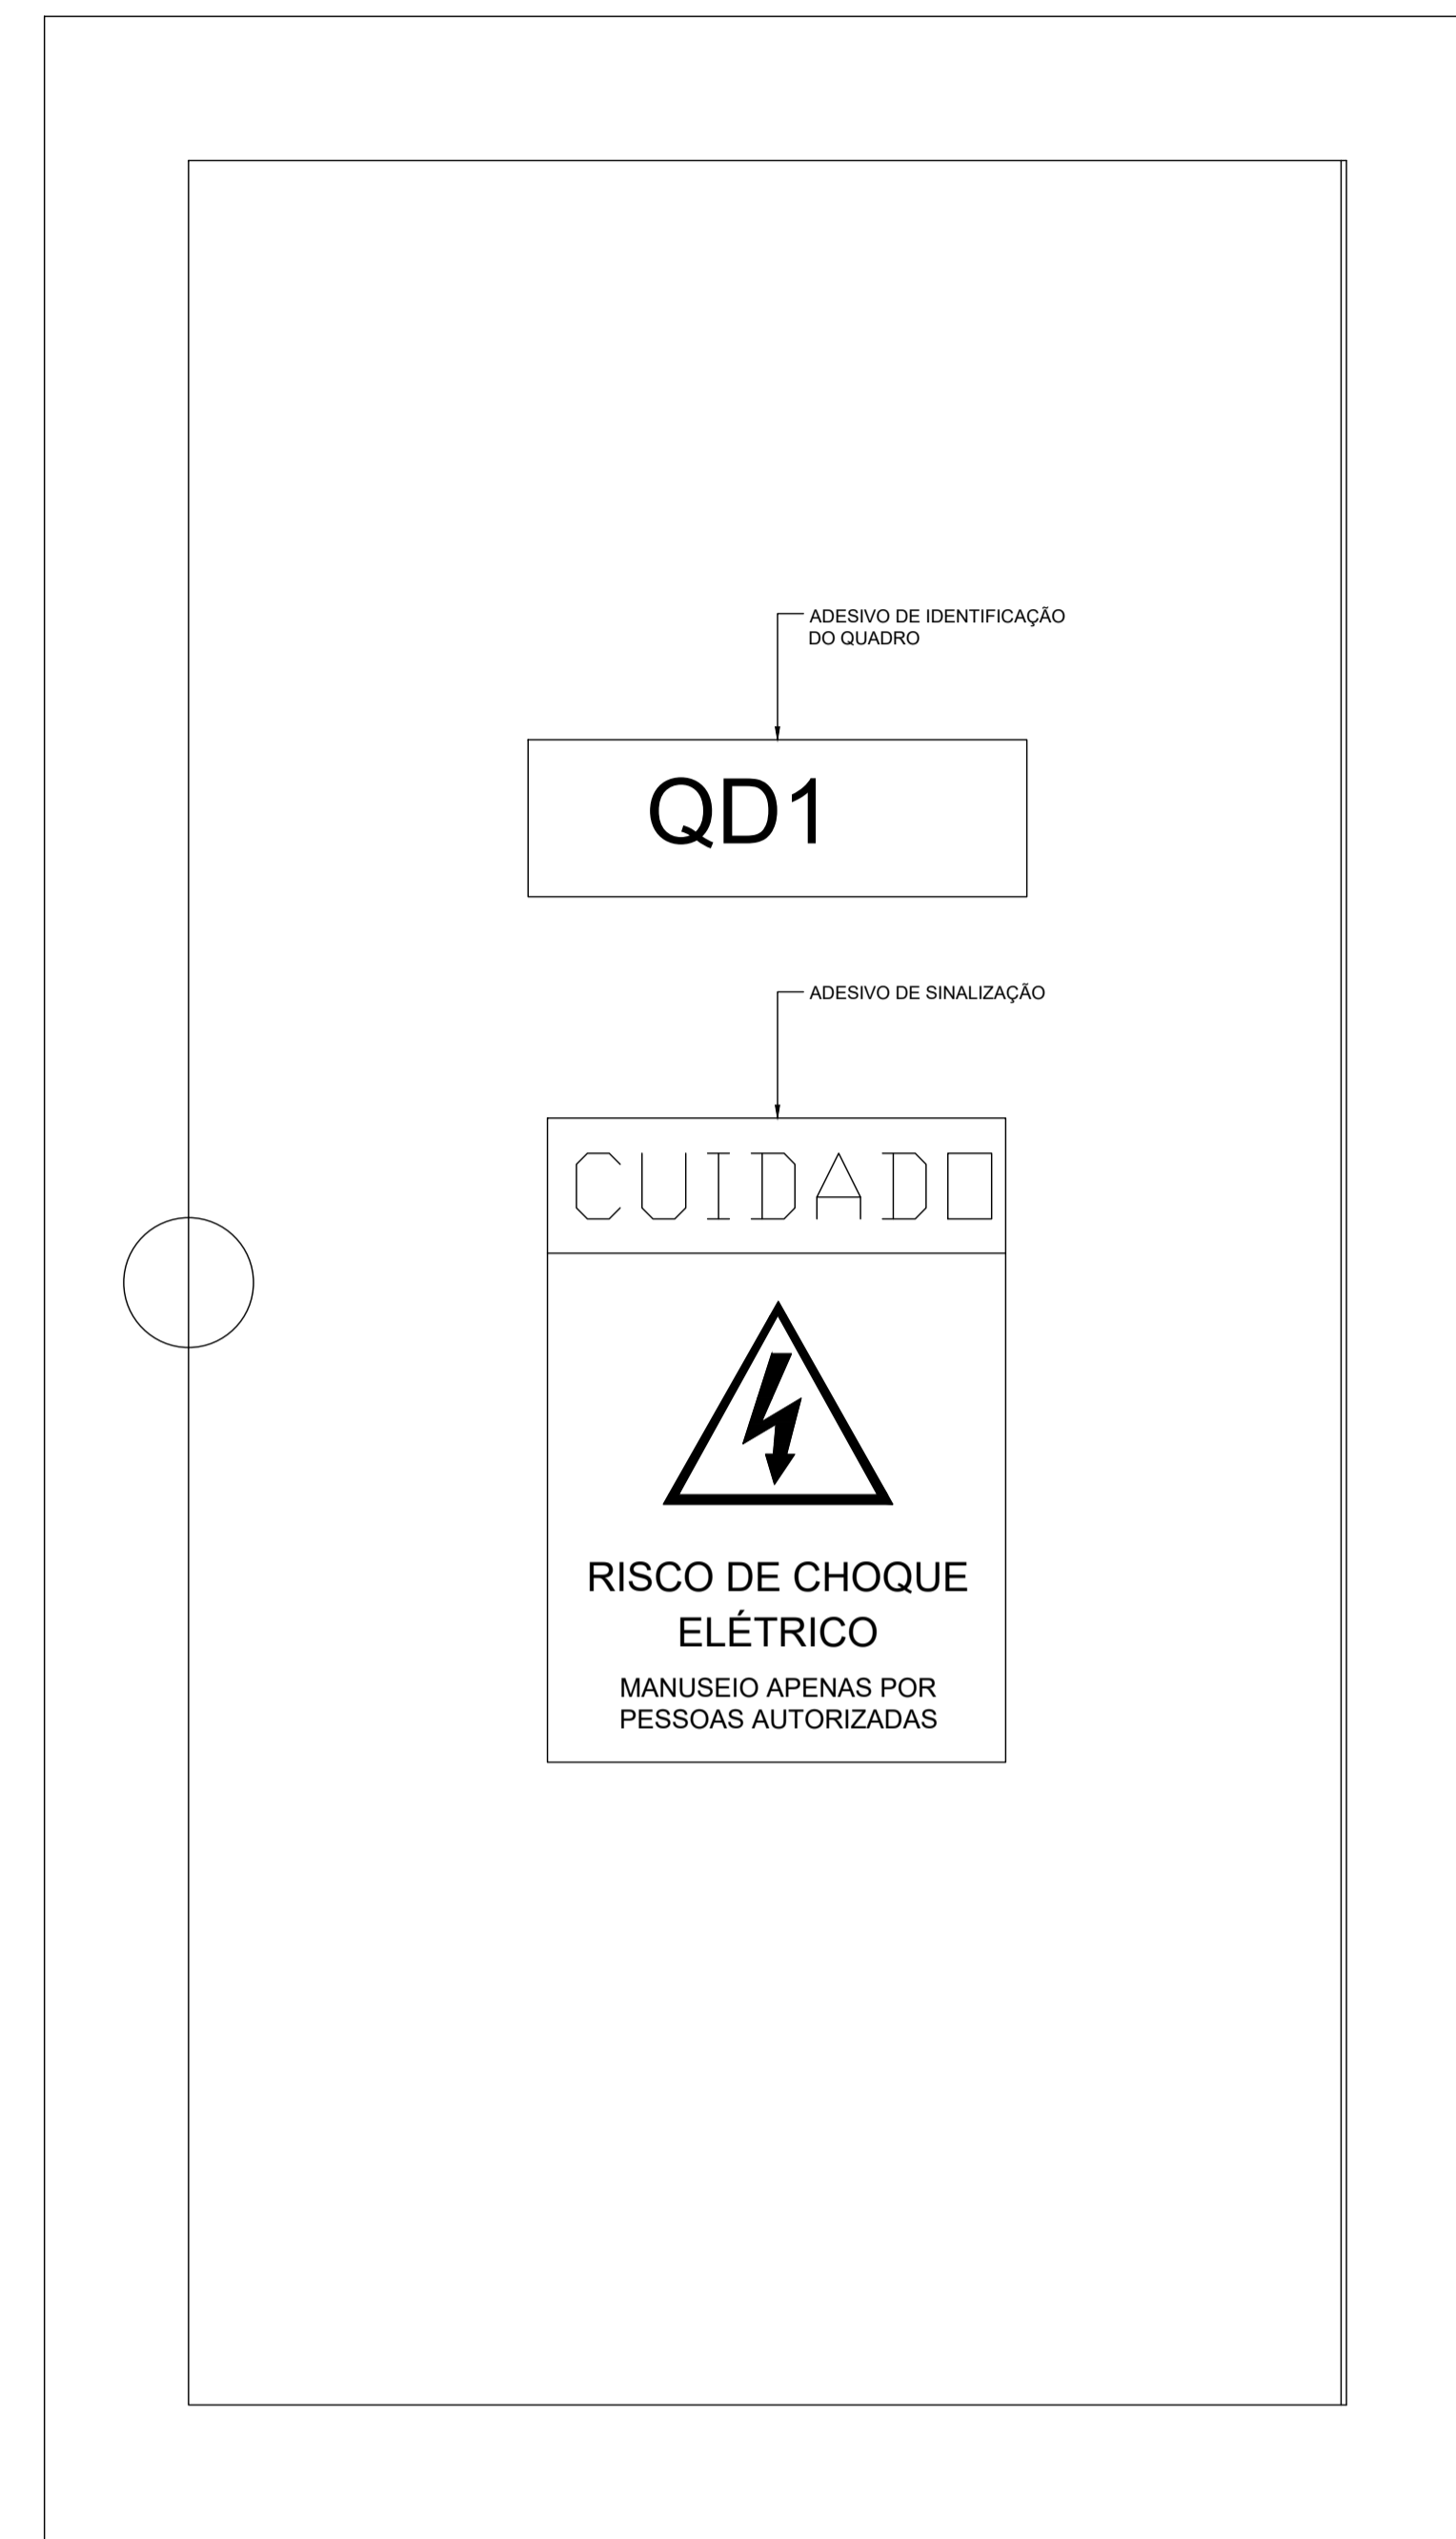 ADESIVO DE IDENTIFICAÇÃO
DO QUADRO
QD1
ADESIVO DE SINALIZAÇÃO
CUIDADO
RISCO DE CHOQUE
ELÉTRICO
MANUSEIO APENAS POR
PESSOAS AUTORIZADAS